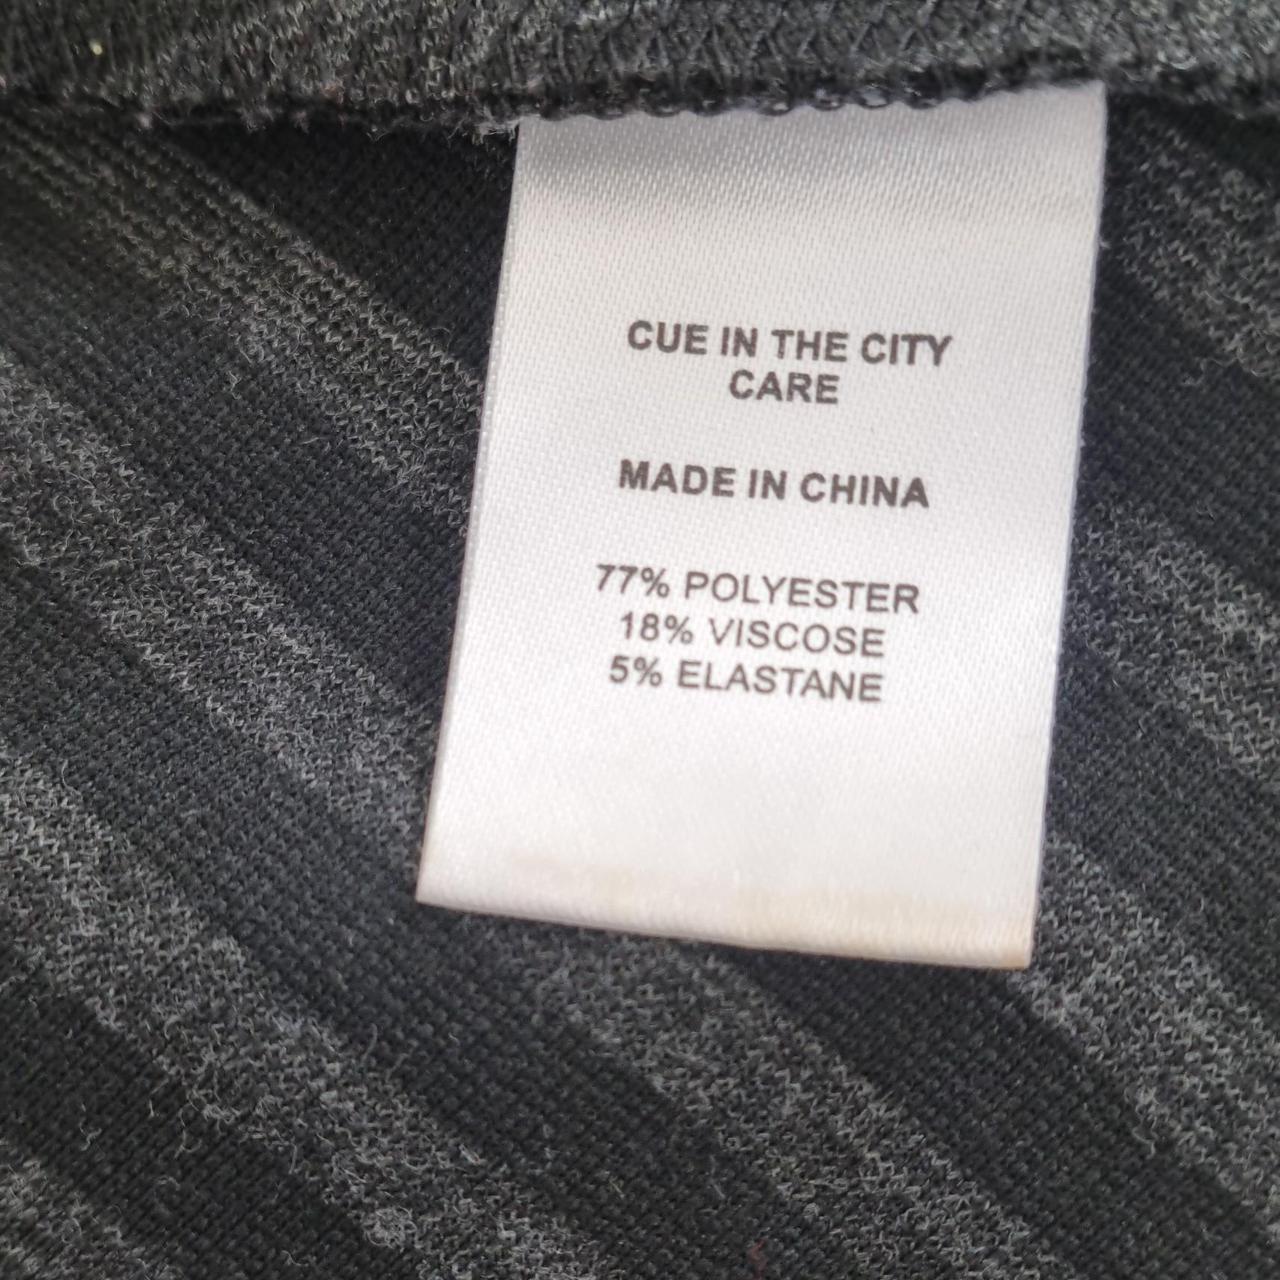 CUE IN THE CITY
CARE
MADE IN CHINA
77% POLYESTER
18% VISCOSE
5% ELASTANE